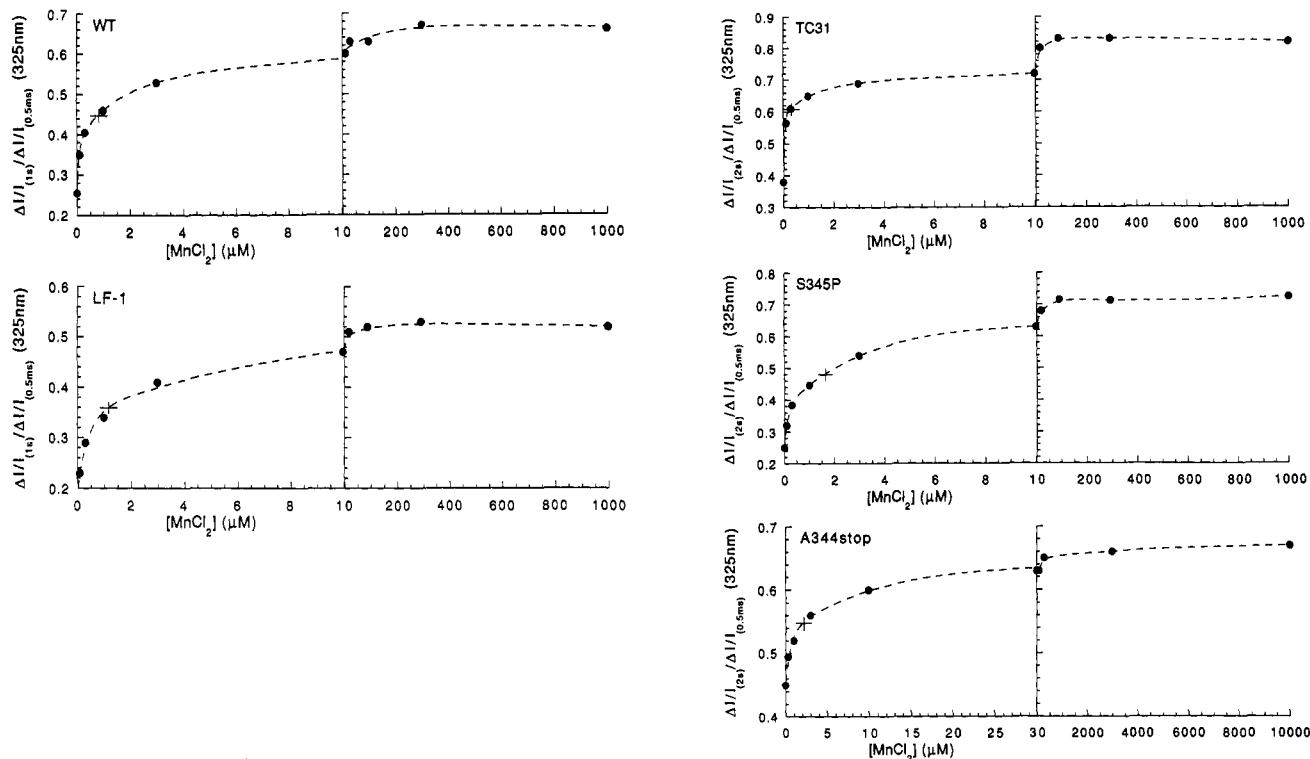 WT
ΔI/I(1s)/ΔI/I(0.5ms) (325nm)
0.7
0.6
0.5
0.4
0.3
0.2
0 2 4 6 8 10 200 400 600 800 1000
[MnCl2] (μM)
LF-1
ΔI/I(1s)/ΔI/I(0.5ms) (325nm)
0.6
0.5
0.4
0.3
0.2
0 2 4 6 8 10 200 400 600 800 1000
[MnCl2] (μM)
TC31
ΔI/I(2s)/ΔI/I(0.5ms) (325nm)
0.9
0.8
0.7
0.6
0.5
0.4
0.3
0 2 4 6 8 10 200 400 600 800 1000
[MnCl2] (μM)
S345P
ΔI/I(2s)/ΔI/I(0.5ms) (325nm)
0.8
0.7
0.6
0.5
0.4
0.3
0.2
0 2 4 6 8 10 200 400 600 800 1000
[MnCl2] (μM)
A344stop
ΔI/I(2s)/ΔI/I(0.5ms) (325nm)
0.7
0.6
0.5
0.4
0 5 10 15 20 25 30 2000 4000 6000 8000 10000
[MnCl2] (μM)